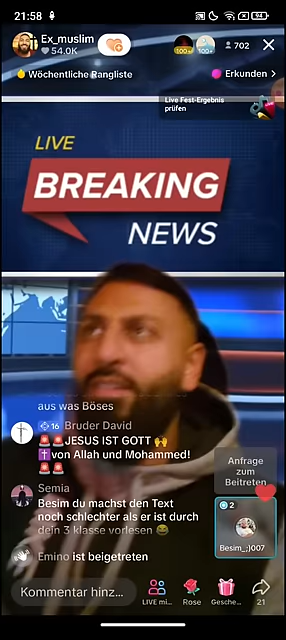 21:58
94
Ex_muslim
54.0K
100+
100+
702
Wöchentliche Rangliste
Erkunden >
Live Fest-Ergebnis
prüfen
LIVE
BREAKING
NEWS
aus was Böses
16 Bruder David
🚨🚨JESUS IST GOTT 🙌
✝️von Allah und Mohammed!
🚨🚨
Semia
Besim du machst den Text
noch schlechter als er ist durch
dein 3 klasse vorlesen 😂
Emino ist beigetreten
Anfrage
zum
Beitreten
2
Besim_;)007
Kommentar hinz...
LIVE mi...
Rose
Gesche...
21